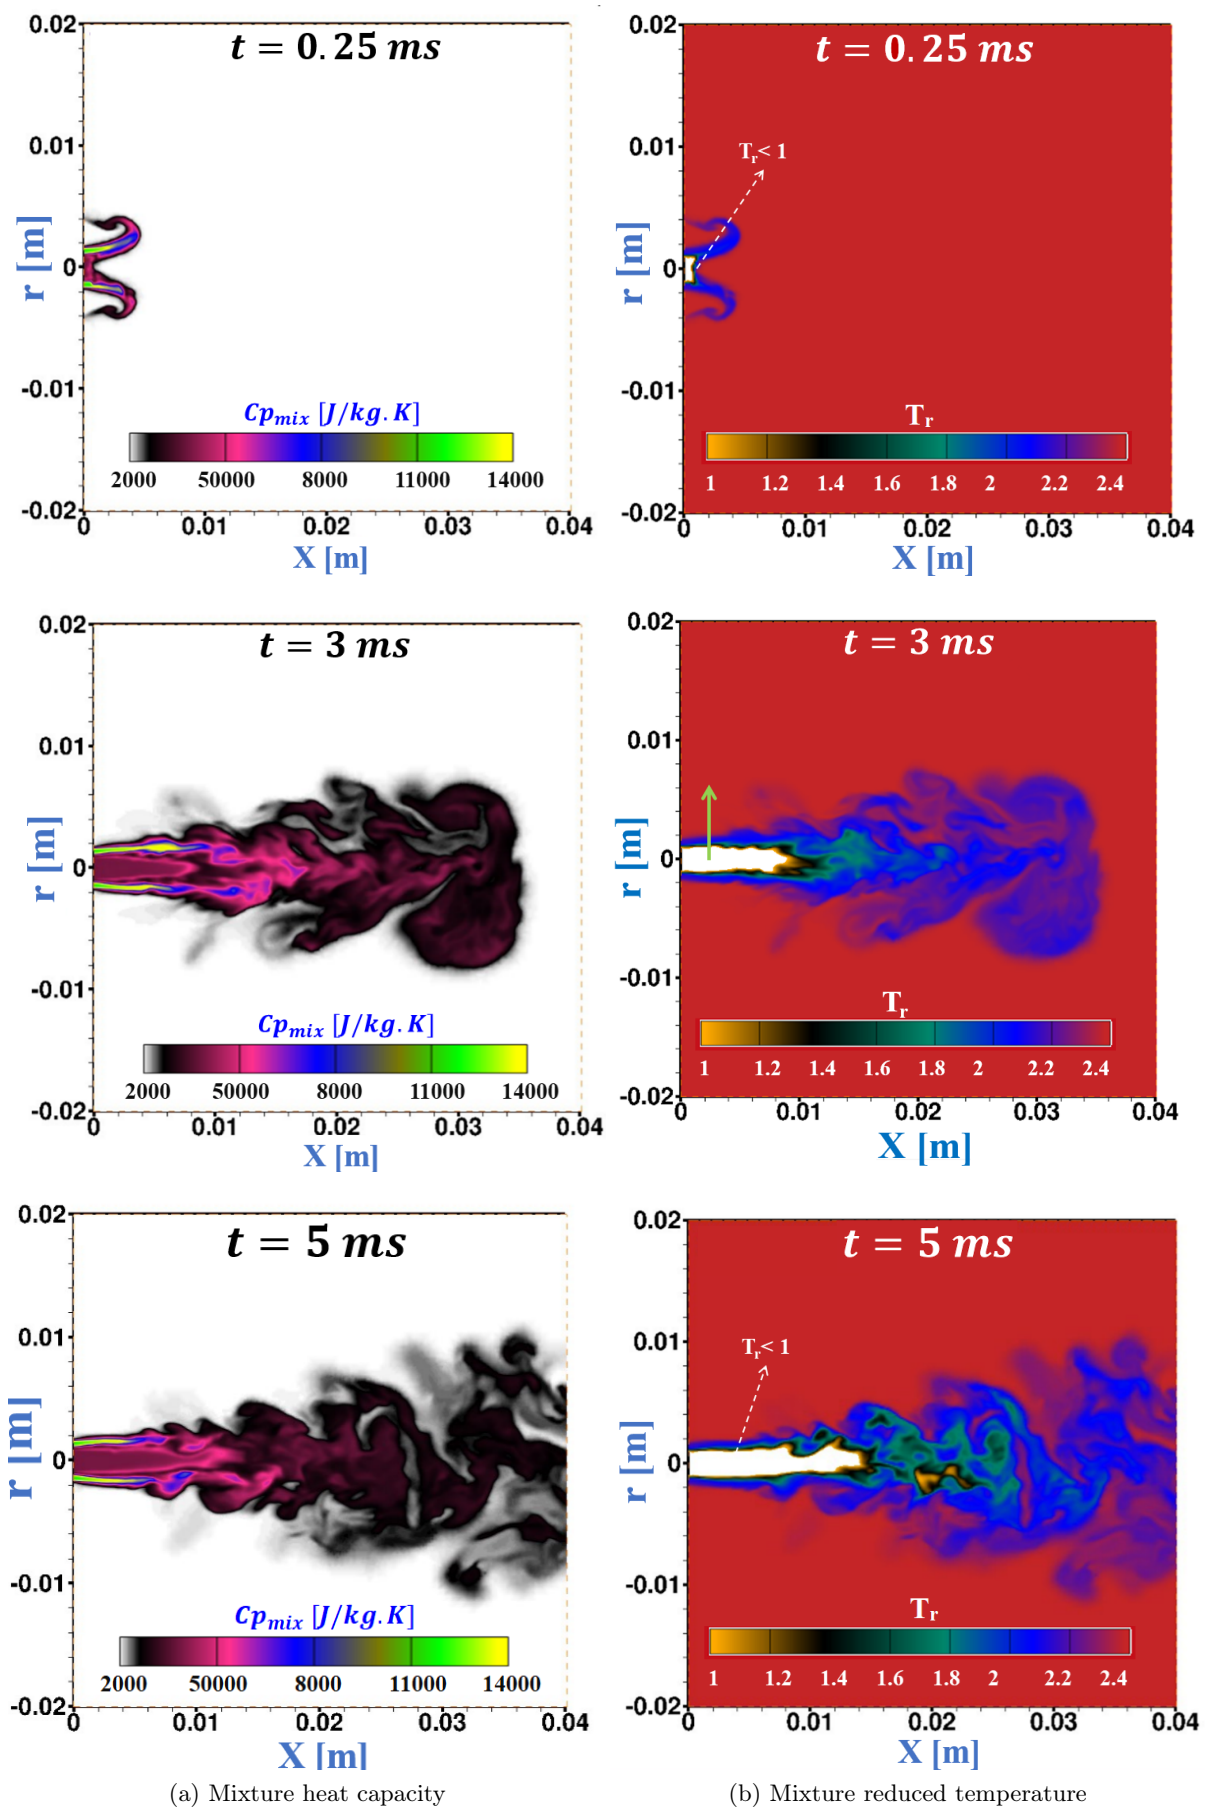 t = 0.25 ms
0.02
0.01
0
-0.01
-0.02
r [m]
Cp_mix [J/kg.K]
2000 50000 8000 11000 14000
0 0.01 0.02 0.03 0.04
X [m]
t = 0.25 ms
0.02
0.01
0
-0.01
-0.02
r [m]
T_r< 1
T_r
1 1.2 1.4 1.6 1.8 2 2.2 2.4
0 0.01 0.02 0.03 0.04
X [m]
t = 3 ms
0.02
0.01
0
-0.01
-0.02
r [m]
Cp_mix [J/kg.K]
2000 50000 8000 11000 14000
0 0.01 0.02 0.03 0.04
X [m]
t = 3 ms
0.02
0.01
0
-0.01
-0.02
r [m]
T_r
1 1.2 1.4 1.6 1.8 2 2.2 2.4
0 0.01 0.02 0.03 0.04
X [m]
t = 5 ms
0.02
0.01
0
-0.01
-0.02
r [m]
Cp_mix [J/kg.K]
2000 50000 8000 11000 14000
0 0.01 0.02 0.03 0.04
X [m]
t = 5 ms
0.02
0.01
0
-0.01
-0.02
r [m]
T_r< 1
T_r
1 1.2 1.4 1.6 1.8 2 2.2 2.4
0 0.01 0.02 0.03 0.04
X [m]
(a) Mixture heat capacity
(b) Mixture reduced temperature